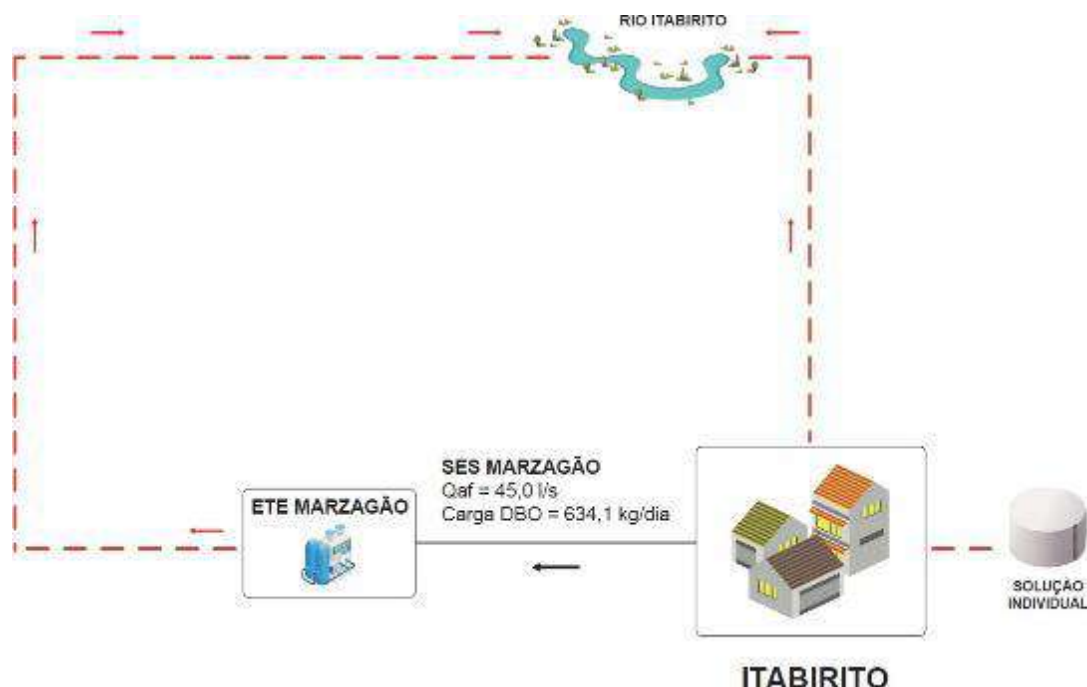 RIO ITABIRITO
SES MARZAGÃO
Qaf = 45,0 l/s
Carga DBO = 634,1 kg/dia
ETE MARZAGÃO
SOLUÇÃO
INDIVIDUAL
ITABIRITO